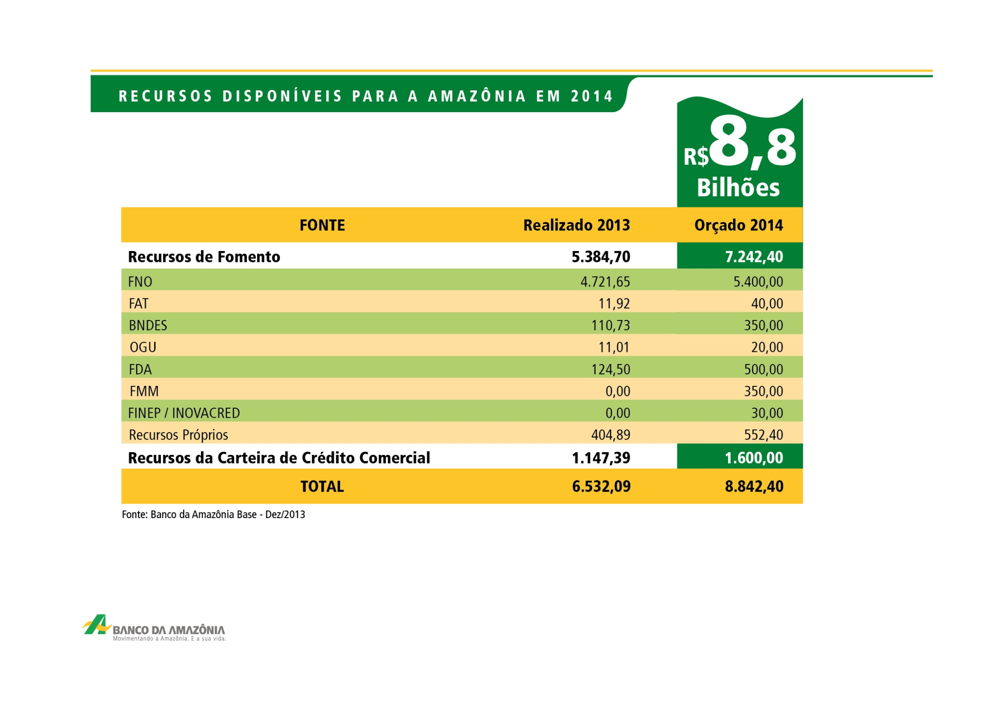 RECURSOS DISPONÍVEIS PARA A AMAZÔNIA EM 2014
R$8,8
Bilhões
FONTE Realizado 2013 Orçado 2014
Recursos de Fomento 5.384,70 7.242,40
FNO 4.721,65 5.400,00
FAT 11,92 40,00
BNDES 110,73 350,00
OGU 11,01 20,00
FDA 124,50 500,00
FMM 0,00 350,00
FINEP / INOVACRED 0,00 30,00
Recursos Próprios 404,89 552,40
Recursos da Carteira de Crédito Comercial 1.147,39 1.600,00
TOTAL 6.532,09 8.842,40
Fonte: Banco da Amazônia Base - Dez/2013
BANCO DA AMAZÔNIA
Movimentando a Amazônia. E a sua vida.